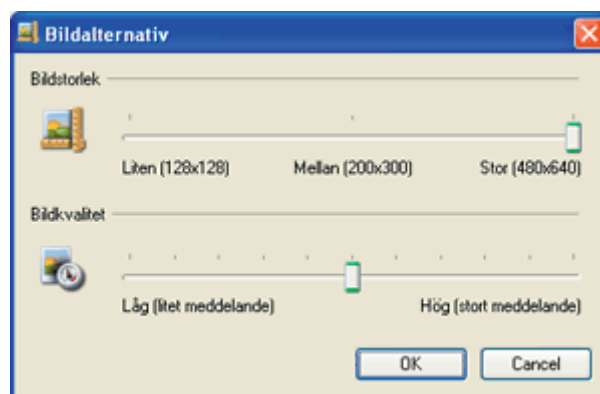 Bildalternativ
Bildstorlek
Liten (128x128) Mellan (200x300) Stor (480x640)
Bildkvalitet
Låg (litet meddelande) Hög (stort meddelande)
OK Cancel